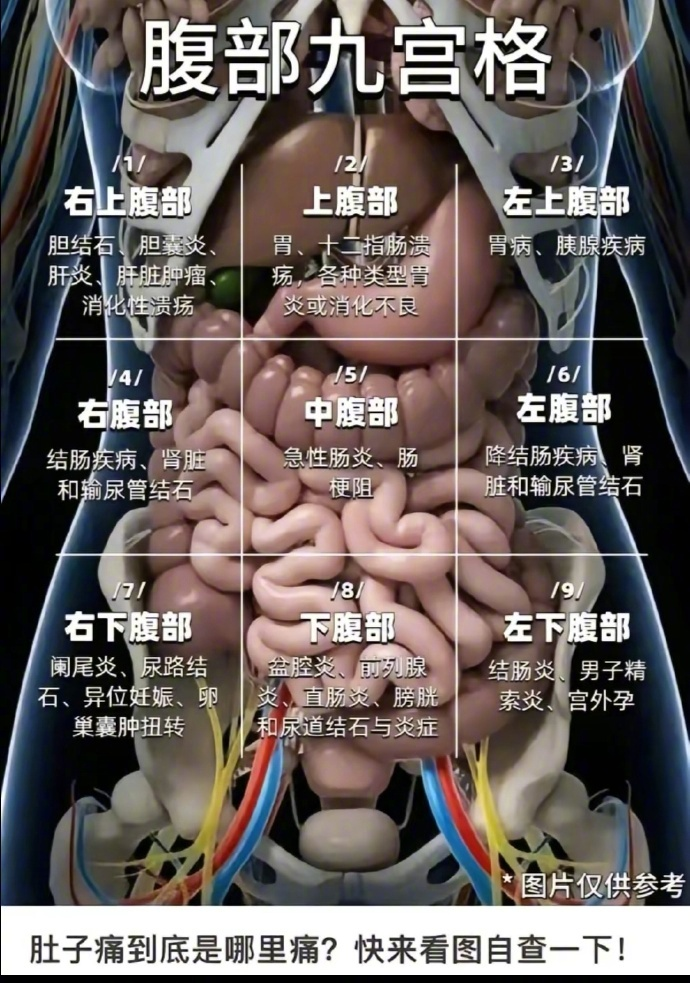 腹部九宫格
/1/
右上腹部
胆结石、胆囊炎、
肝炎、肝脏肿瘤、
消化性溃疡
/2/
上腹部
胃、十二指肠溃
疡，各种类型胃
炎或消化不良
/3/
左上腹部
胃病、胰腺疾病
/4/
右腹部
结肠疾病、肾脏
和输尿管结石
/5/
中腹部
急性肠炎、肠
梗阻
/6/
左腹部
降结肠疾病、肾
脏和输尿管结石
/7/
右下腹部
阑尾炎、尿路结
石、异位妊娠、卵
巢囊肿扭转
/8/
下腹部
盆腔炎、前列腺
炎、直肠炎、膀胱
和尿道结石与炎症
/9/
左下腹部
结肠炎、男子精
索炎、宫外孕
* 图片仅供参考
肚子痛到底是哪里痛？快来看图自查一下！